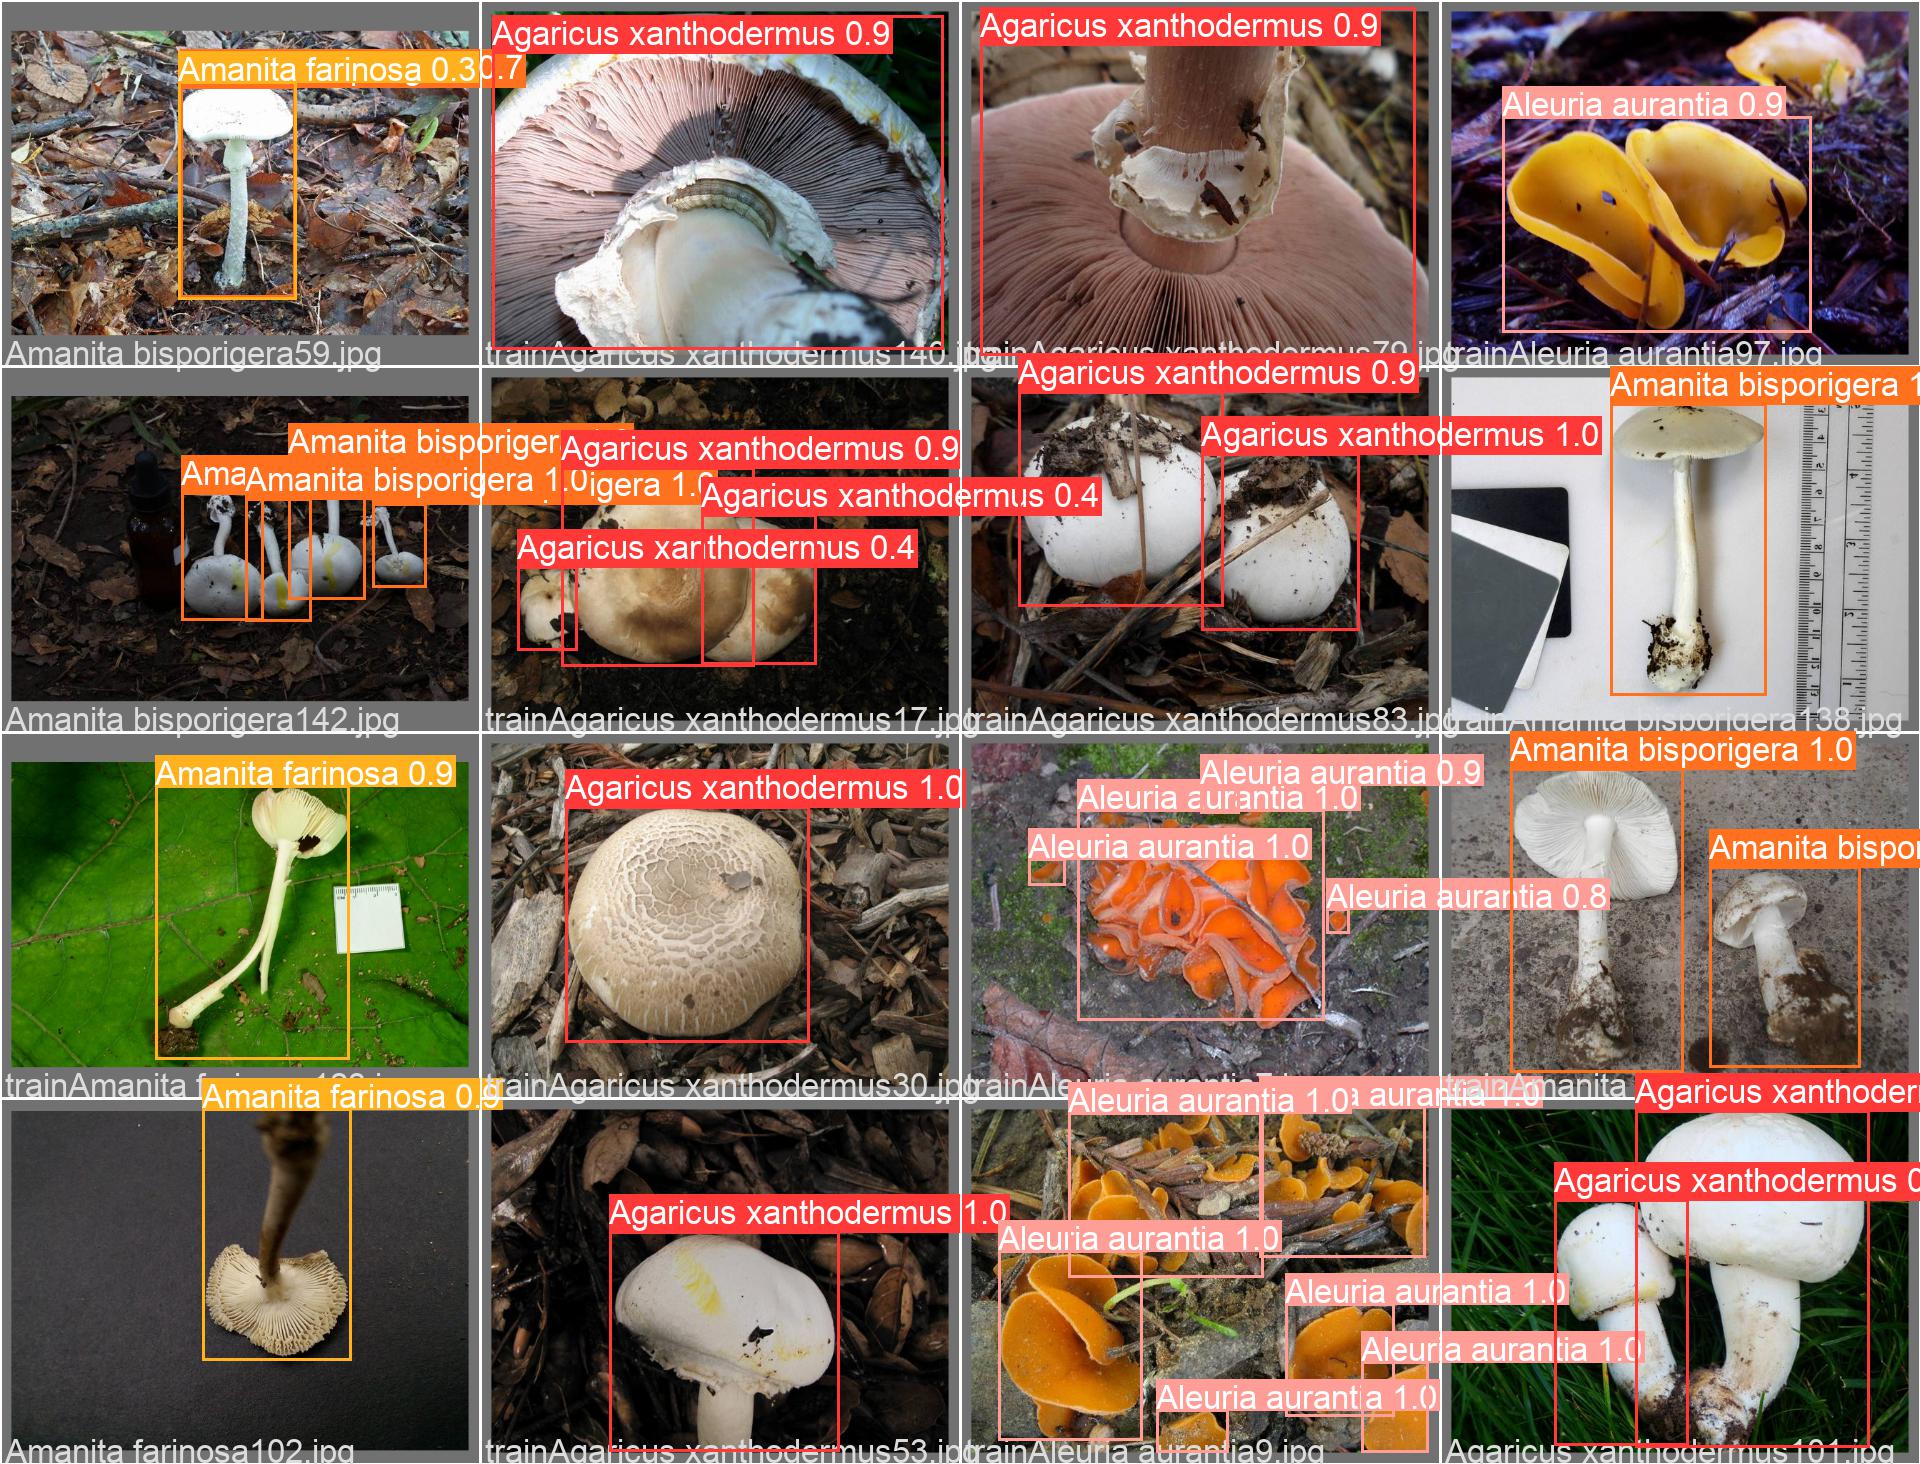 Amanita farinosa 0.3
0.7
Agaricus xanthodermus 0.9
Agaricus xanthodermus 0.9
Aleuria aurantia 0.9
Amanita bisporigera59.jpg
trainAgaricus xanthodermus140.jpg
trainAgaricus xanthodermus79.jpg
trainAleuria aurantia97.jpg
Agaricus xanthodermus 0.9
Amanita bisporigera 1
Amanita bisporiger
Agaricus xanthodermus 0.9
Agaricus xanthodermus 1.0
Ama
Amanita bisporigera 1.0
igera 1.0
Agaricus xanthodermus 0.4
Agaricus xan
thodermus 0.4
Amanita bisporigera142.jpg
trainAgaricus xanthodermus17.jpg
trainAgaricus xanthodermus83.jpg
trainAmanita bisporigera138.jpg
Amanita farinosa 0.9
Agaricus xanthodermus 1.0
Aleuria aurantia 0.9
Aleuria aurantia 1.0
Aleuria aurantia 1.0
Aleuria aurantia 0.8
Amanita bisporigera 1.0
Amanita bispor
trainAmanita
trainAgaricus xanthodermus30.jpg
trainAle
trainAmanita
Amanita farinosa 0.9
Agaricus xanthodermus 1.0
Aleuria aurantia 1.0
a aurantia 1.0
Aleuria aurantia 1.0
Aleuria aurantia 1.0
Aleuria aurantia 1.0
Aleuria aurantia 1.0
Agaricus xanthoderm
Agaricus xanthodermus 0
Amanita farinosa102.jpg
trainAgaricus xanthodermus53.jpg
trainAleuria aurantia9.jpg
Agaricus xanthodermus101.jpg